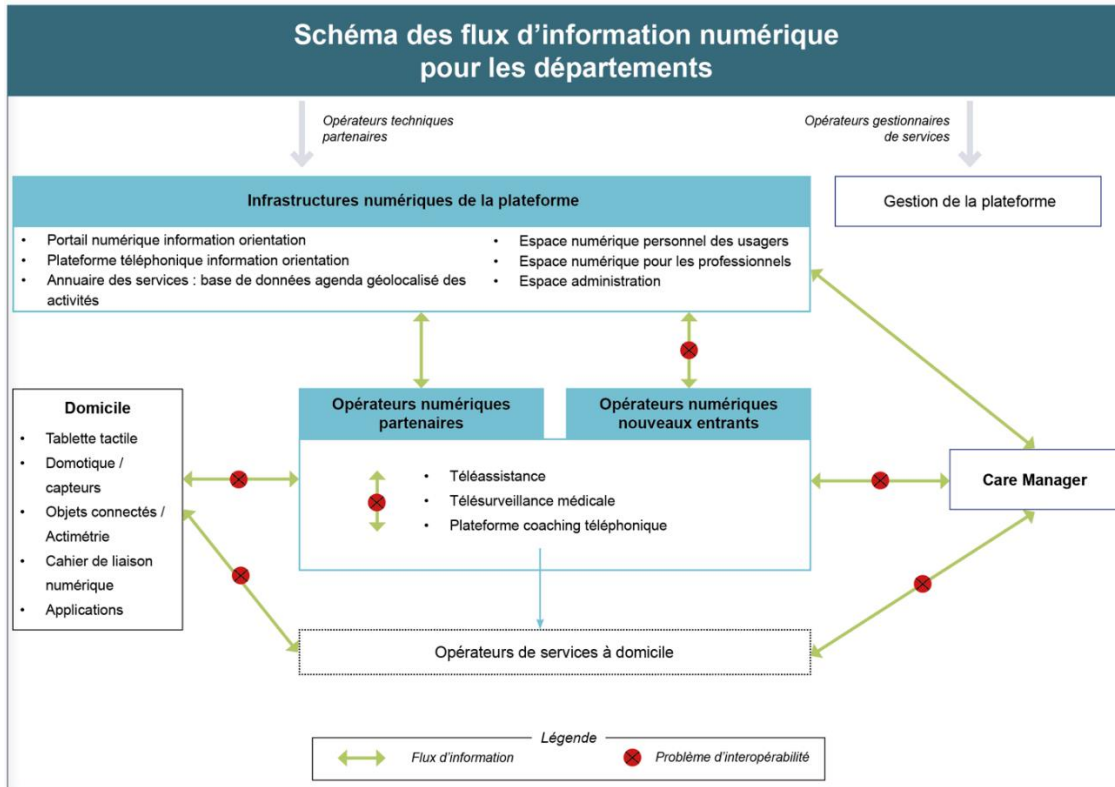 Schéma des flux d’information numérique
pour les départements
Opérateurs techniques
partenaires
Opérateurs gestionnaires
de services
Infrastructures numériques de la plateforme
• Portail numérique information orientation
• Plateforme téléphonique information orientation
• Annuaire des services : base de données agenda géolocalisé des
activités
• Espace numérique personnel des usagers
• Espace numérique pour les professionnels
• Espace administration
Gestion de la plateforme
Domicile
• Tablette tactile
• Domotique /
capteurs
• Objets connectés /
Actimétrie
• Cahier de liaison
numérique
• Applications
Opérateurs numériques
partenaires
Opérateurs numériques
nouveaux entrants
• Téléassistance
• Télésurveillance médicale
• Plateforme coaching téléphonique
Care Manager
Opérateurs de services à domicile
Légende
Flux d’information
Problème d’interopérabilité